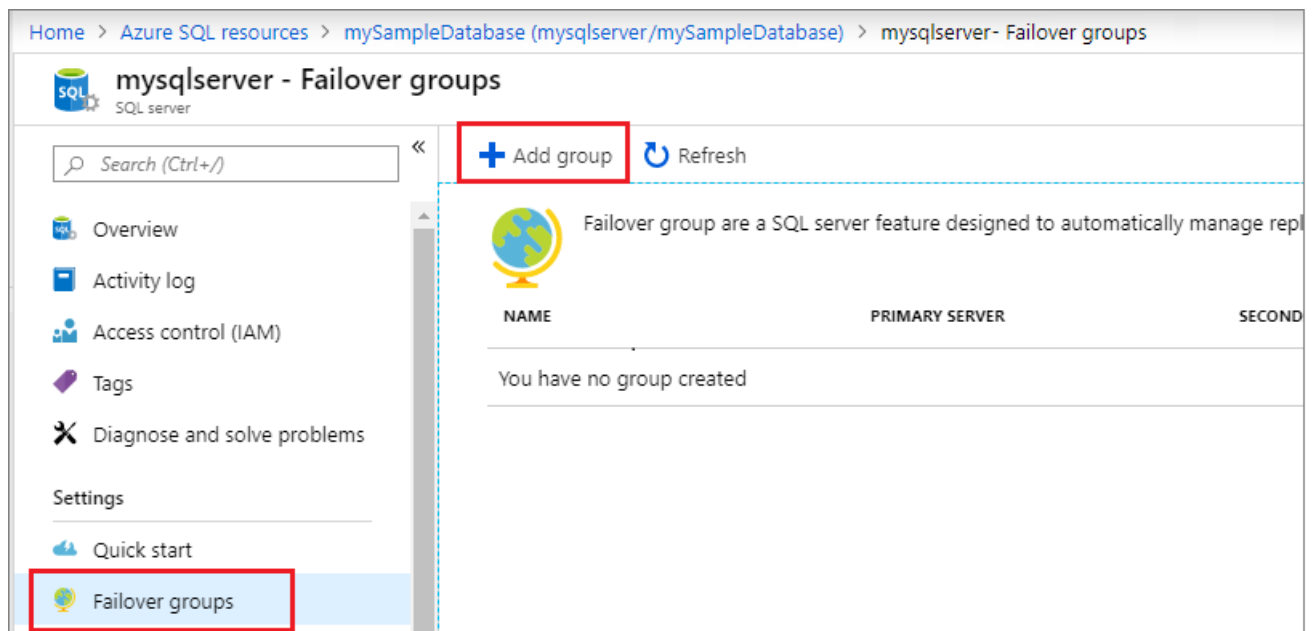 Home > Azure SQL resources > mySampleDatabase (mysqlserver/mySampleDatabase) > mysqlserver- Failover groups
mysqlserver - Failover groups
SQL
SQL server
Search (Ctrl+/)
«
Overview
Activity log
Access control (IAM)
Tags
Diagnose and solve problems
Settings
Quick start
Failover groups
Add group
Refresh
Failover group are a SQL server feature designed to automatically manage repl
NAME PRIMARY SERVER SECOND
You have no group created